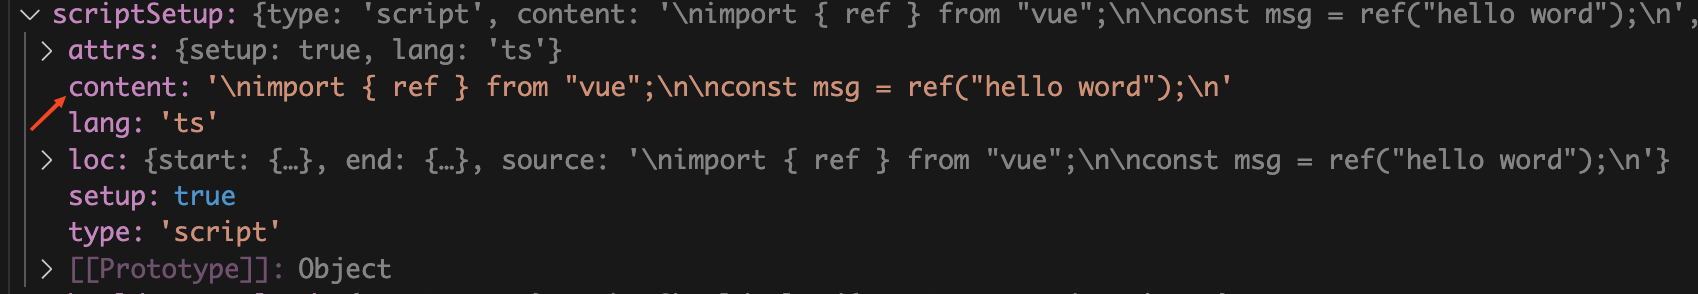 scriptSetup: {type: 'script', content: '\nimport { ref } from "vue";\n\nconst msg = ref("hello word");\n',
attrs: {setup: true, lang: 'ts'}
content: '\nimport { ref } from "vue";\n\nconst msg = ref("hello word");\n'
lang: 'ts'
loc: {start: {…}, end: {…}, source: '\nimport { ref } from "vue";\n\nconst msg = ref("hello word");\n'}
setup: true
type: 'script'
[[Prototype]]: Object